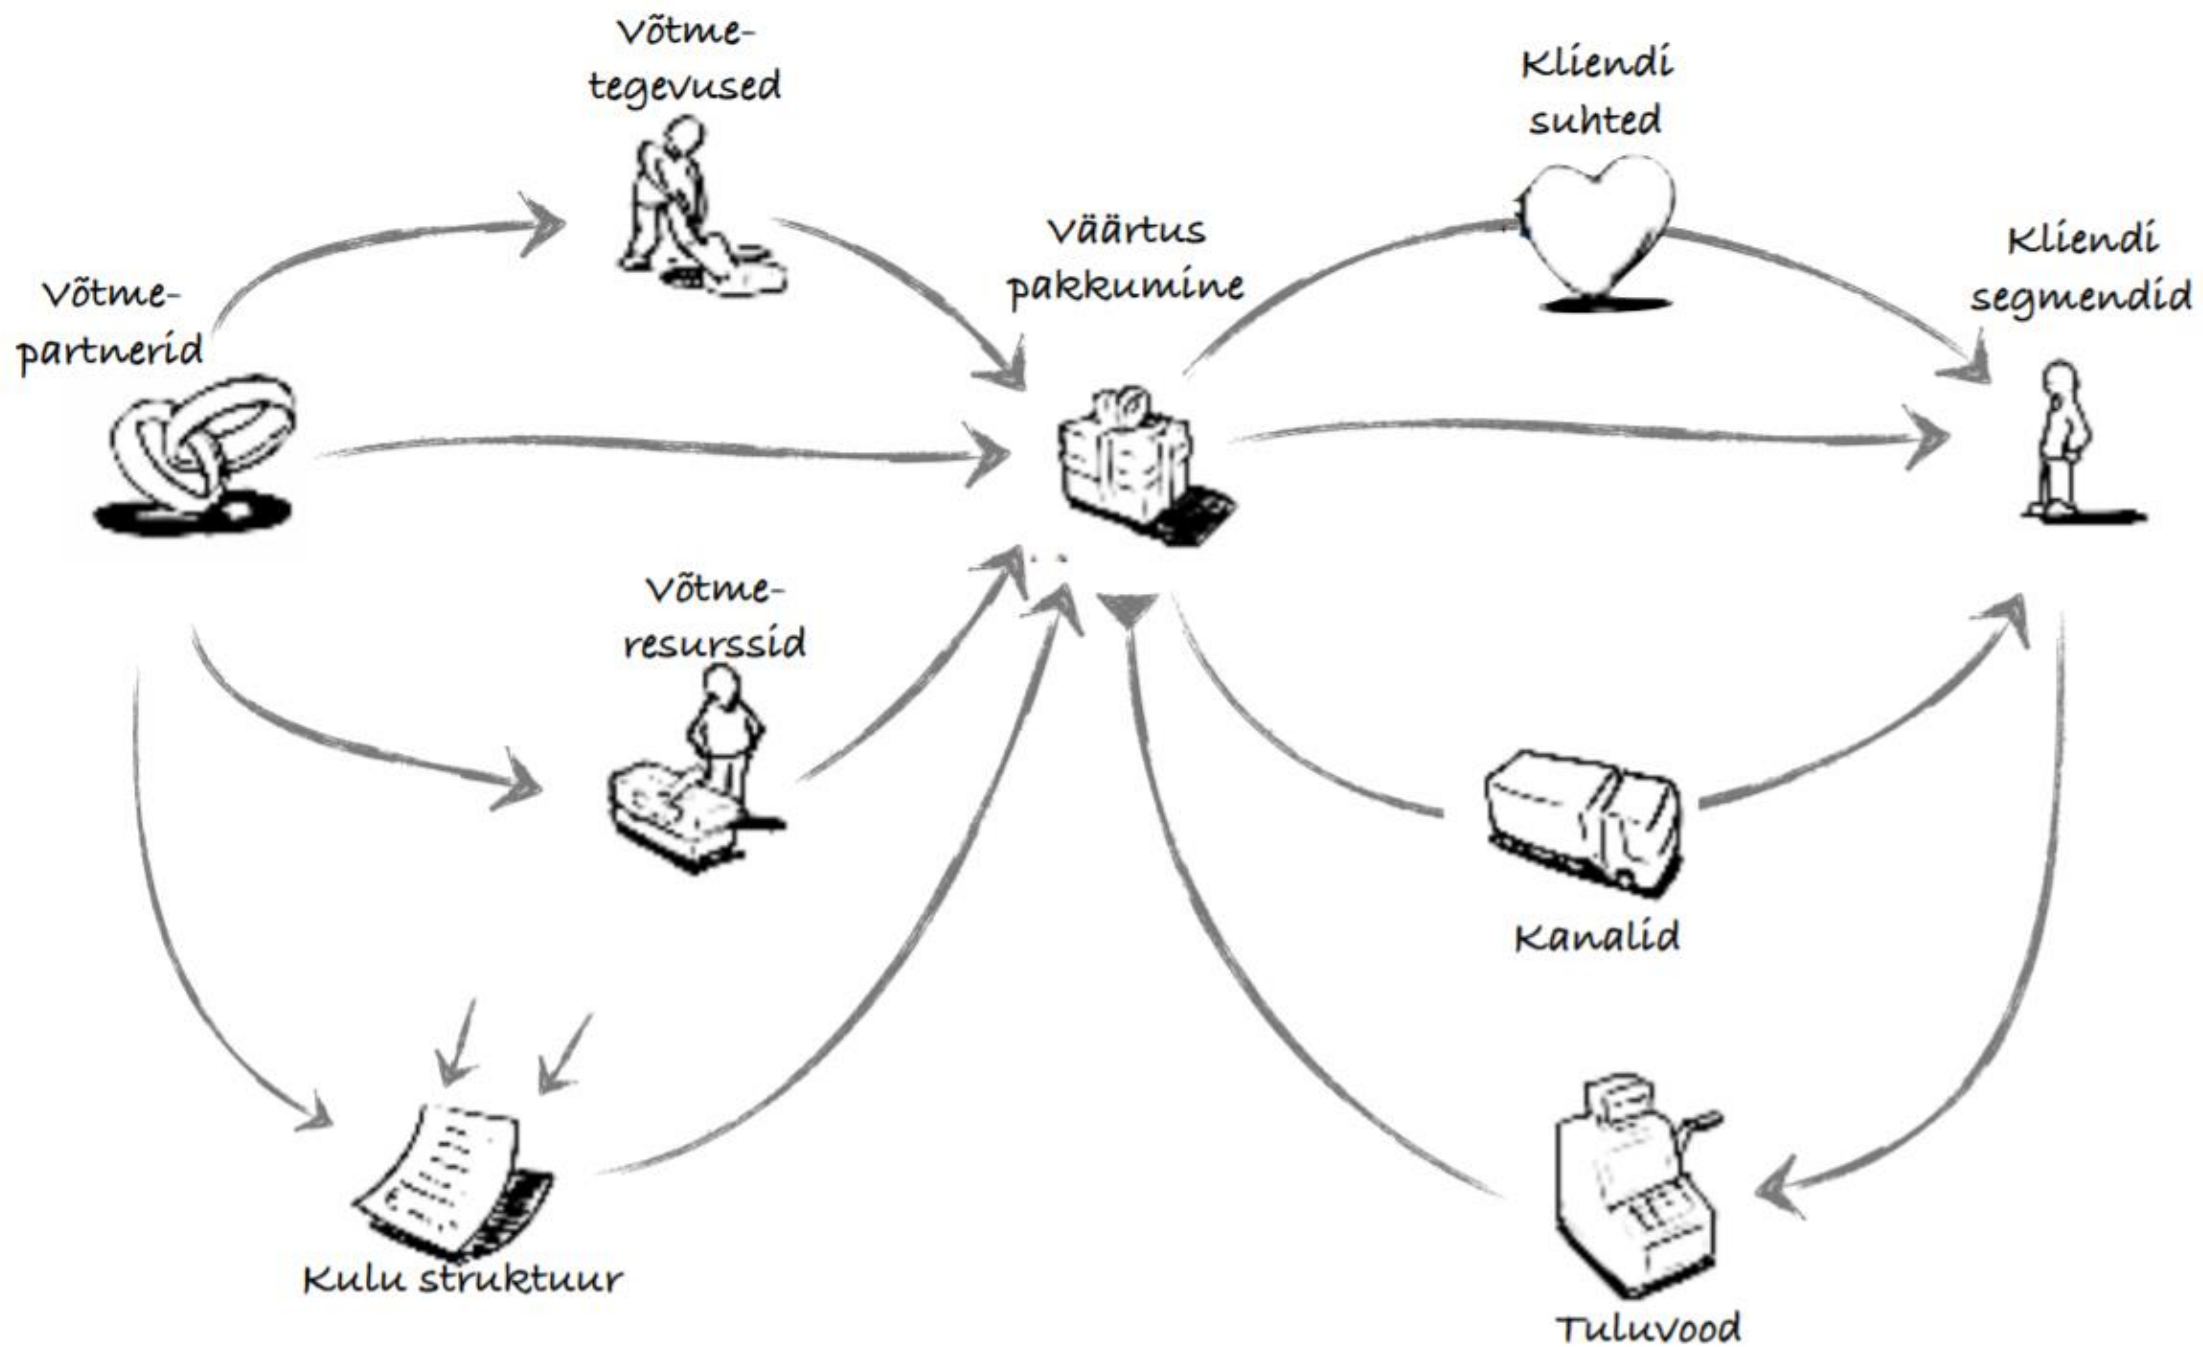 Võtme-
tegevused
Kliendi
suhted
Väärtus
pakkumine
Kliendi
segmendid
Võtme-
partnerid
Võtme-
resurssid
Kanalid
Kulu struktuur
Tuluvood